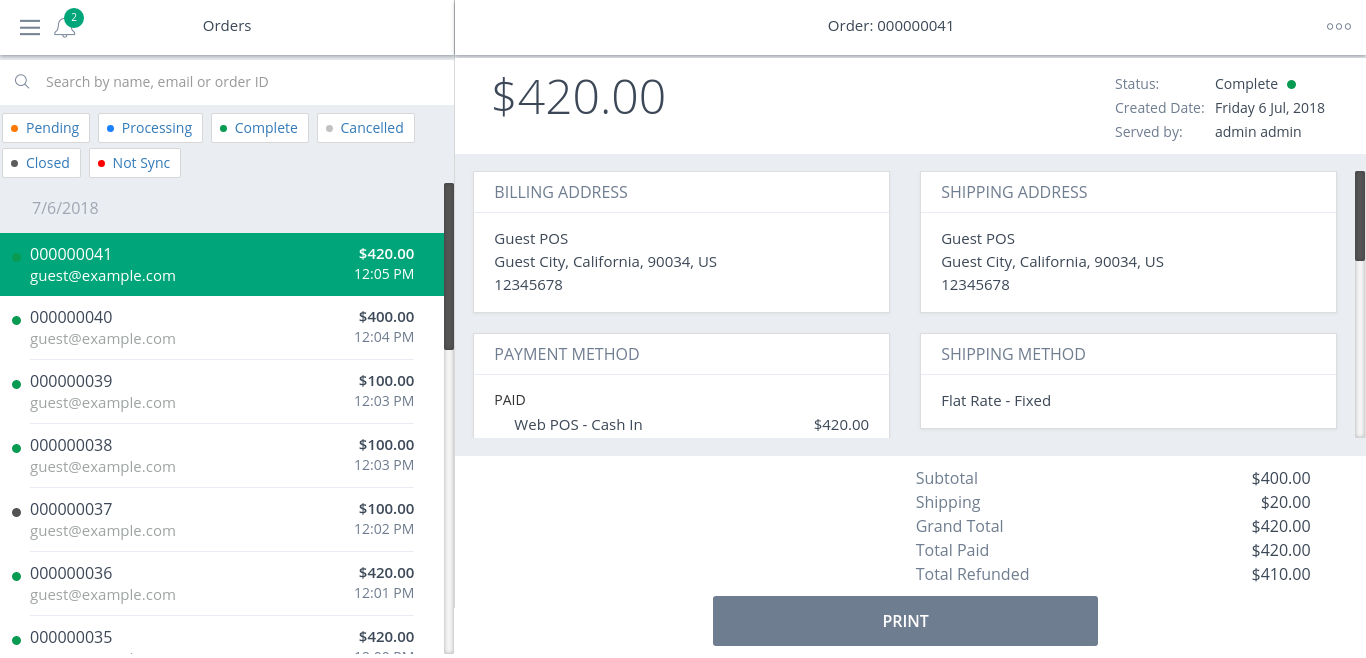 2
Orders
Search by name, email or order ID
Pending Processing Complete Cancelled
Closed Not Sync
7/6/2018
000000041 $420.00
guest@example.com 12:05 PM
000000040 $400.00
guest@example.com 12:04 PM
000000039 $100.00
guest@example.com 12:03 PM
000000038 $100.00
guest@example.com 12:03 PM
000000037 $100.00
guest@example.com 12:02 PM
000000036 $420.00
guest@example.com 12:01 PM
000000035 $420.00
Order: 000000041
$420.00
Status: Complete
Created Date: Friday 6 Jul, 2018
Served by: admin admin
BILLING ADDRESS
Guest POS
Guest City, California, 90034, US
12345678
SHIPPING ADDRESS
Guest POS
Guest City, California, 90034, US
12345678
PAYMENT METHOD
PAID
Web POS - Cash In $420.00
SHIPPING METHOD
Flat Rate - Fixed
Subtotal $400.00
Shipping $20.00
Grand Total $420.00
Total Paid $420.00
Total Refunded $410.00
PRINT